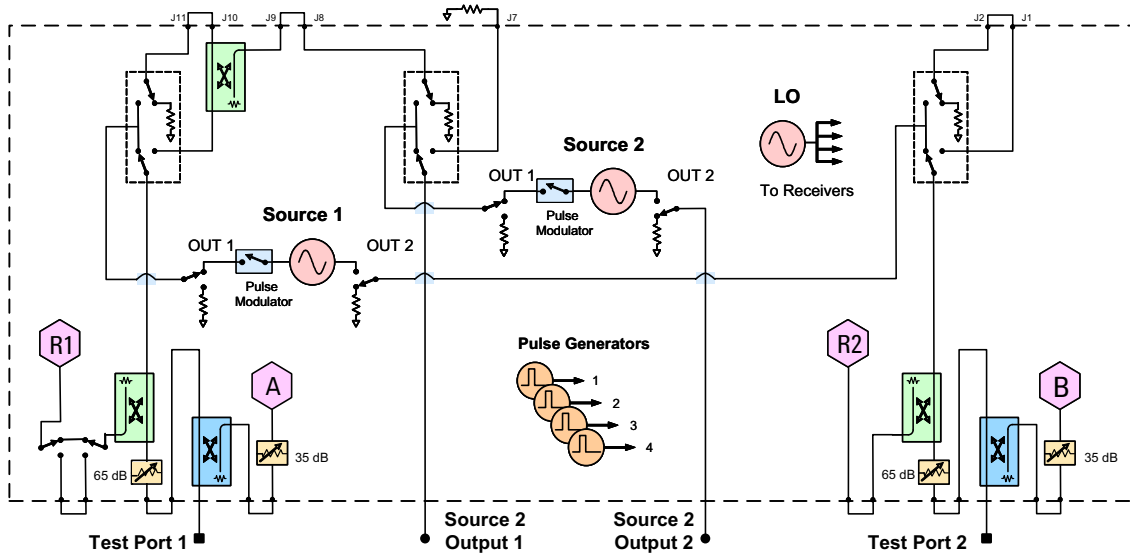 J11
J10
J9
J8
J7
J2
J1
LO
To Receivers
Source 2
OUT 1
OUT 2
Pulse
Modulator
Source 1
OUT 1
OUT 2
Pulse
Modulator
R1
A
Pulse Generators
1
2
3
4
R2
B
65 dB
35 dB
65 dB
35 dB
Test Port 1
Source 2
Output 1
Source 2
Output 2
Test Port 2